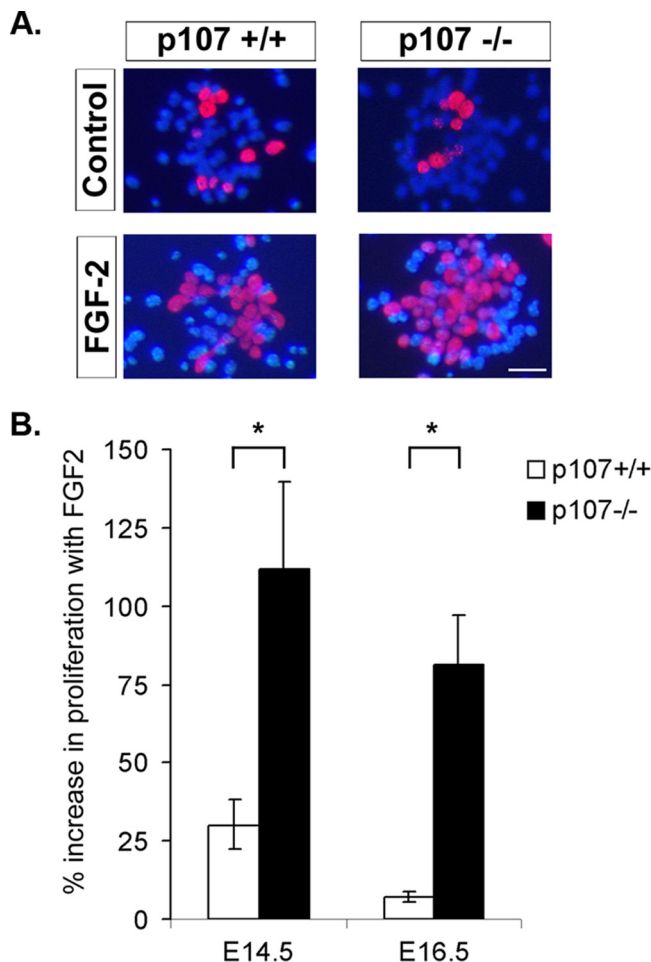 A.
p107 +/+
p107 -/-
Control
FGF-2
B.
% increase in proliferation with FGF2
150
125
100
75
50
25
0
*
*
p107+/+
p107-/-
E14.5
E16.5